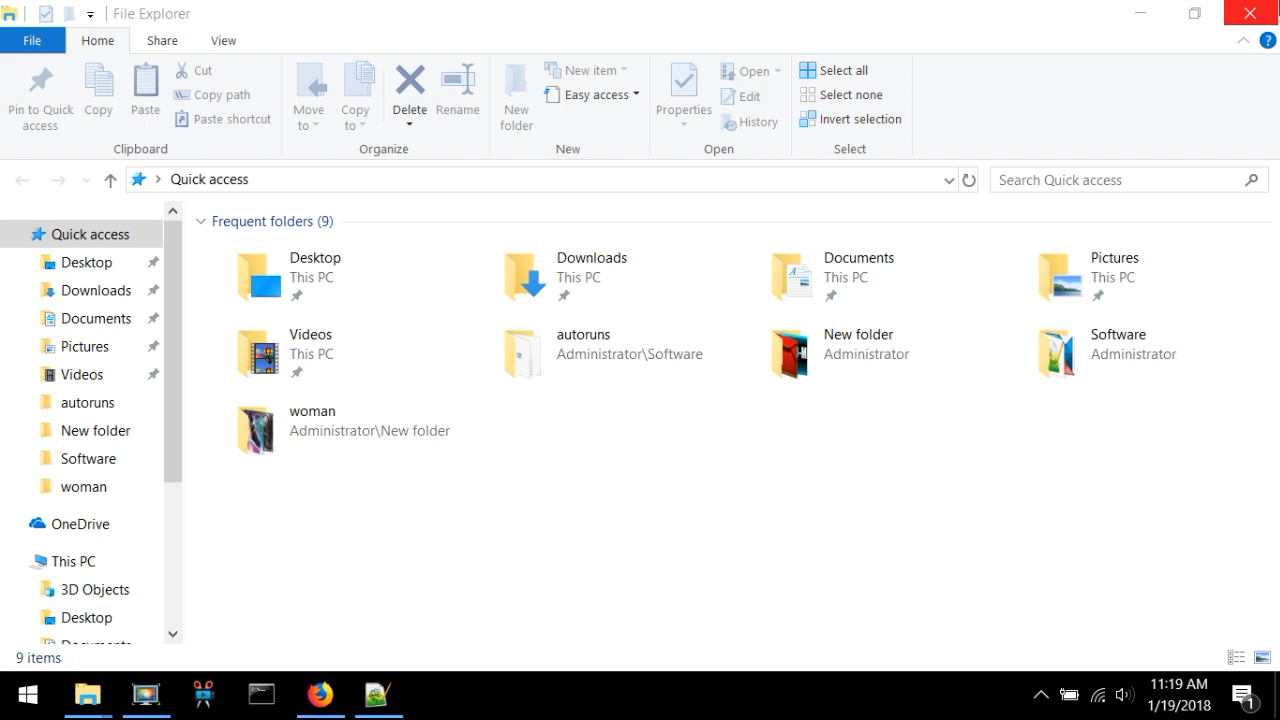 File Explorer
File Home Share View
Pin to Quick access
Copy
Paste
Cut
Copy path
Paste shortcut
Clipboard
Move to
Copy to
Delete
Rename
Organize
New folder
New item
Easy access
New
Properties
Open
Edit
History
Open
Select all
Select none
Invert selection
Select
Quick access
Search Quick access
Quick access
Desktop
Downloads
Documents
Pictures
Videos
autoruns
New folder
Software
woman
OneDrive
This PC
3D Objects
Desktop
Documents
Frequent folders (9)
Desktop
This PC
Downloads
This PC
Documents
This PC
Pictures
This PC
Videos
This PC
autoruns
Administrator\Software
New folder
Administrator
Software
Administrator
woman
Administrator\New folder
9 items
11:19 AM
1/19/2018
1